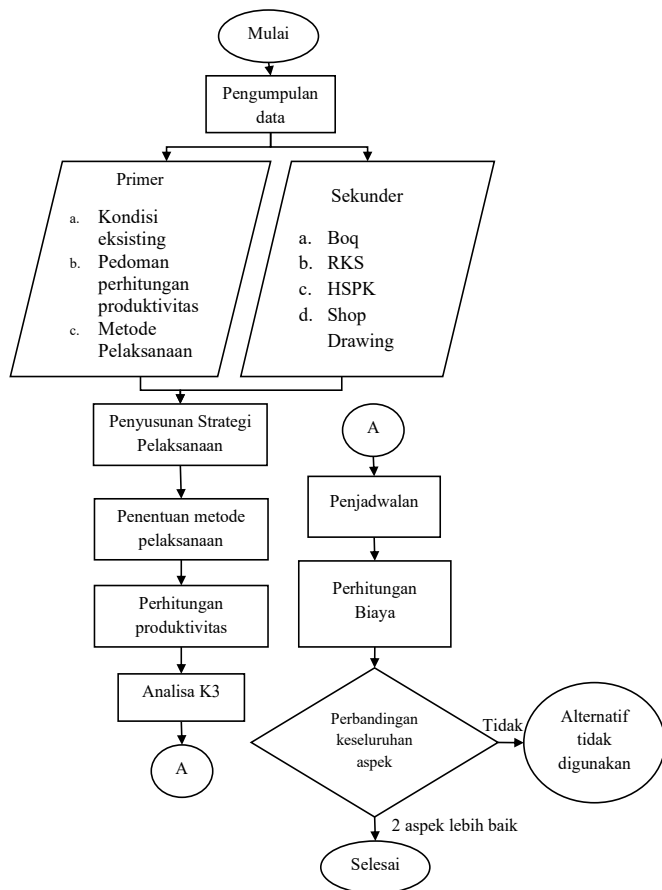 Mulai
Pengumpulan
data
Primer
a. Kondisi
eksisting
b. Pedoman
perhitungan
produktivitas
c. Metode
Pelaksanaan
Sekunder
a. Boq
b. RKS
c. HSPK
d. Shop
Drawing
Penyusunan Strategi
Pelaksanaan
Penentuan metode
pelaksanaan
Perhitungan
produktivitas
Analisa K3
A
A
Penjadwalan
Perhitungan
Biaya
Perbandingan
keseluruhan
aspek
Tidak
Alternatif
tidak
digunakan
2 aspek lebih baik
Selesai